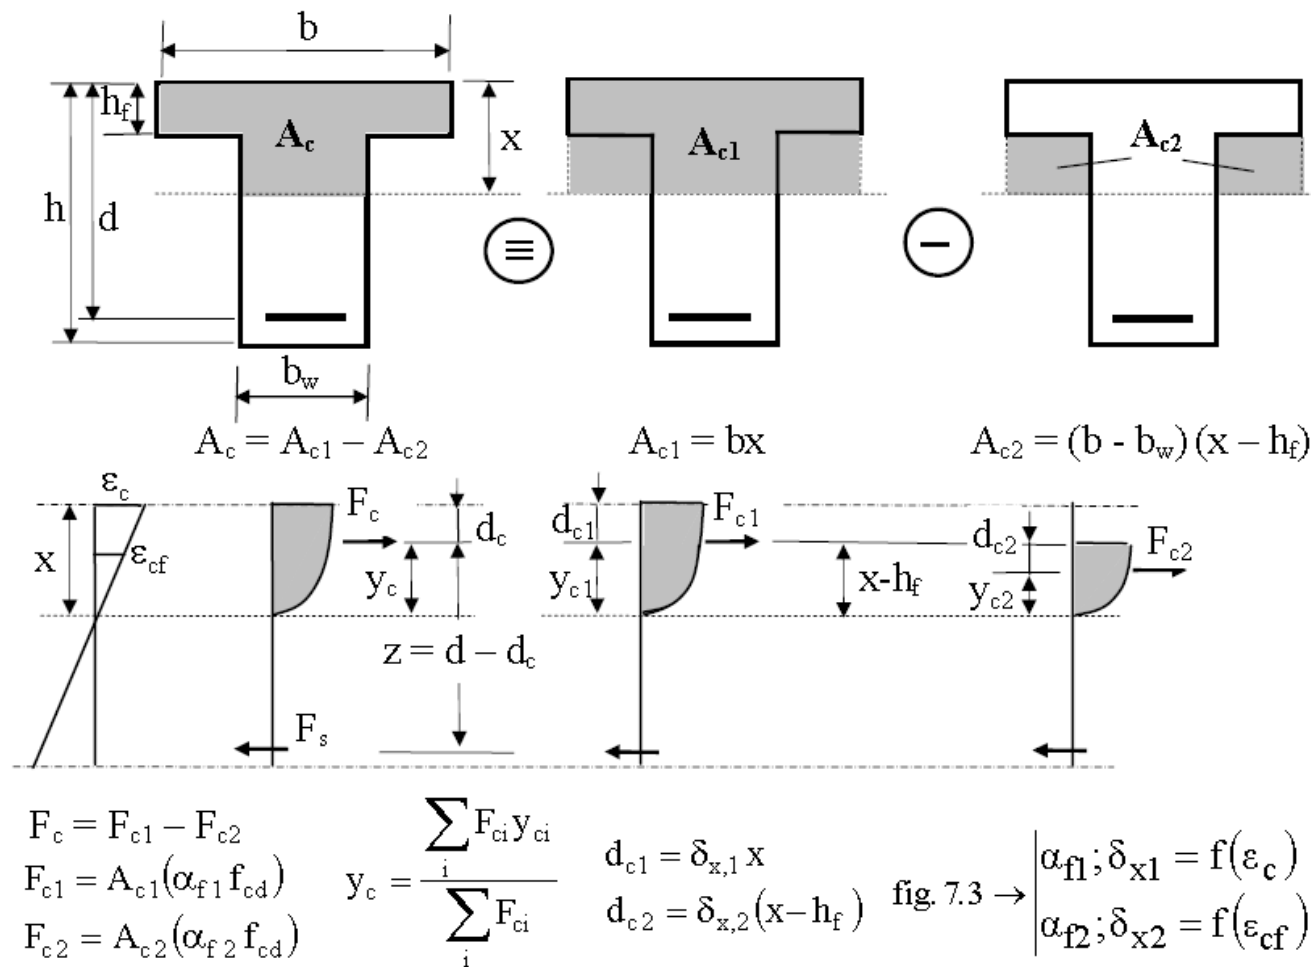 b
h_f
A_c
x
A_c1
A_c2
h
d
≡
−
b_w
A_c = A_c1 − A_c2
A_c1 = bx
A_c2 = (b - b_w)(x − h_f)
ε_c
F_c
d_c
d_c1
F_c1
d_c2
F_c2
x
ε_cf
y_c
y_c1
x-h_f
y_c2
z = d − d_c
F_s
F_c = F_c1 − F_c2
F_c1 = A_c1(α_f1 f_cd)
F_c2 = A_c2(α_f2 f_cd)
y_c = ∑_i F_ci y_ci / ∑_i F_ci
d_c1 = δ_x,1 x
d_c2 = δ_x,2(x − h_f)
fig. 7.3 →
α_f1; δ_x1 = f(ε_c)
α_f2; δ_x2 = f(ε_cf)